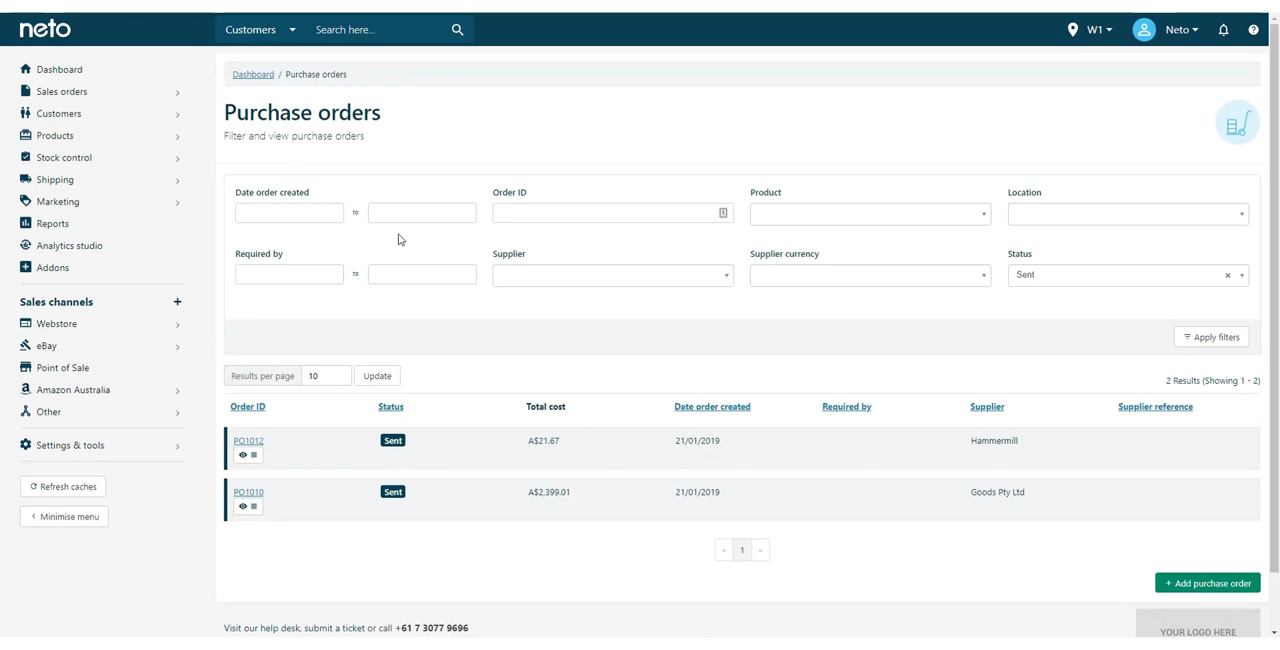 neto
Customers
Search here...
W1
Neto
Dashboard
Sales orders
Customers
Products
Stock control
Shipping
Marketing
Reports
Analytics studio
Addons
Sales channels
Webstore
eBay
Point of Sale
Amazon Australia
Other
Settings & tools
Refresh caches
Minimise menu
Dashboard / Purchase orders
Purchase orders
Filter and view purchase orders
Date order created
to
Order ID
Product
Location
Required by
to
Supplier
Supplier currency
Status
Sent
Apply filters
Results per page 10 Update
2 Results (Showing 1 - 2)
Order ID Status Total cost Date order created Required by Supplier Supplier reference
PO1012 Sent A$21.67 21/01/2019 Hammermill
PO1010 Sent A$2,399.01 21/01/2019 Goods Pty Ltd
« 1 »
+ Add purchase order
Visit our help desk, submit a ticket or call +61 7 3077 9696
YOUR LOGO HERE